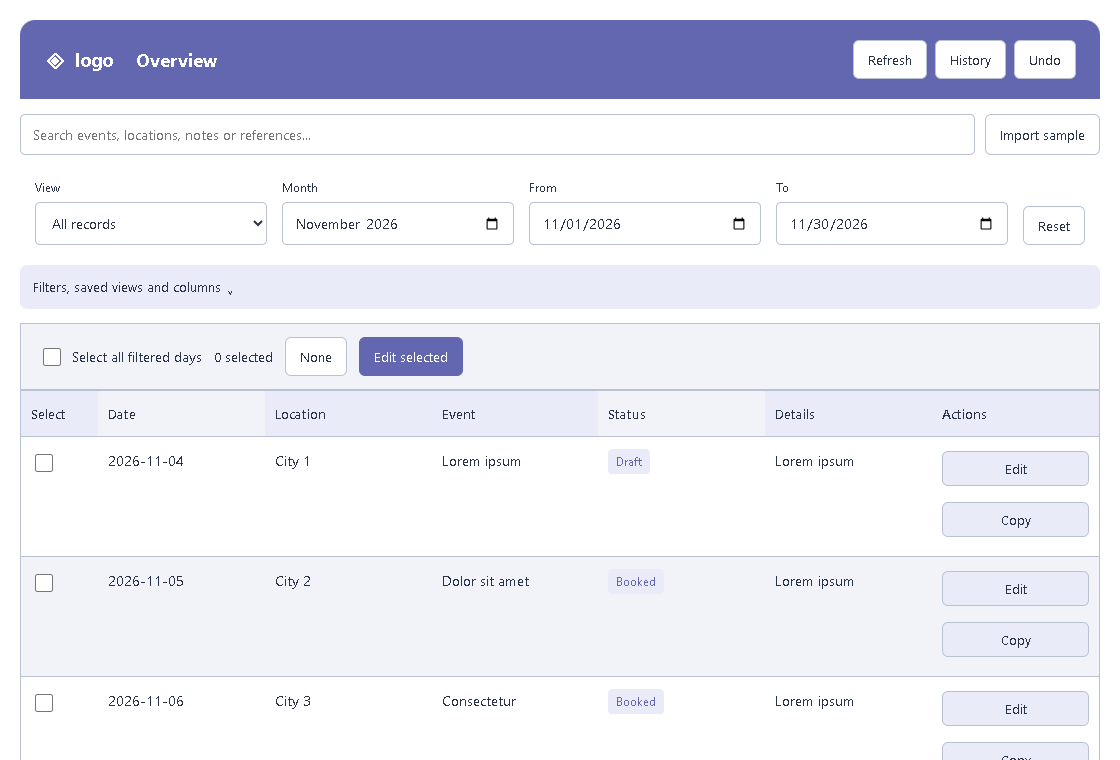 logo Overview Refresh History Undo
Search events, locations, notes or references... Import sample
View Month From To
All records November 2026 11/01/2026 11/30/2026 Reset
Filters, saved views and columns
Select all filtered days 0 selected None Edit selected
Select Date Location Event Status Details Actions
2026-11-04 City 1 Lorem ipsum Draft Lorem ipsum Edit
Copy
2026-11-05 City 2 Dolor sit amet Booked Lorem ipsum Edit
Copy
2026-11-06 City 3 Consectetur Booked Lorem ipsum Edit
Copy